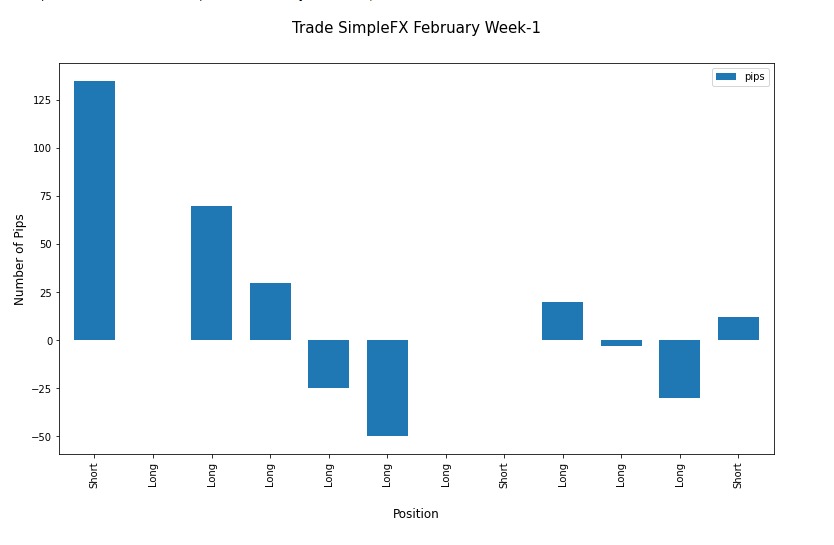 Trade SimpleFX February Week-1
pips
Number of Pips
125
100
75
50
25
0
−25
−50
Short
Long
Long
Long
Long
Long
Long
Short
Long
Long
Long
Short
Position